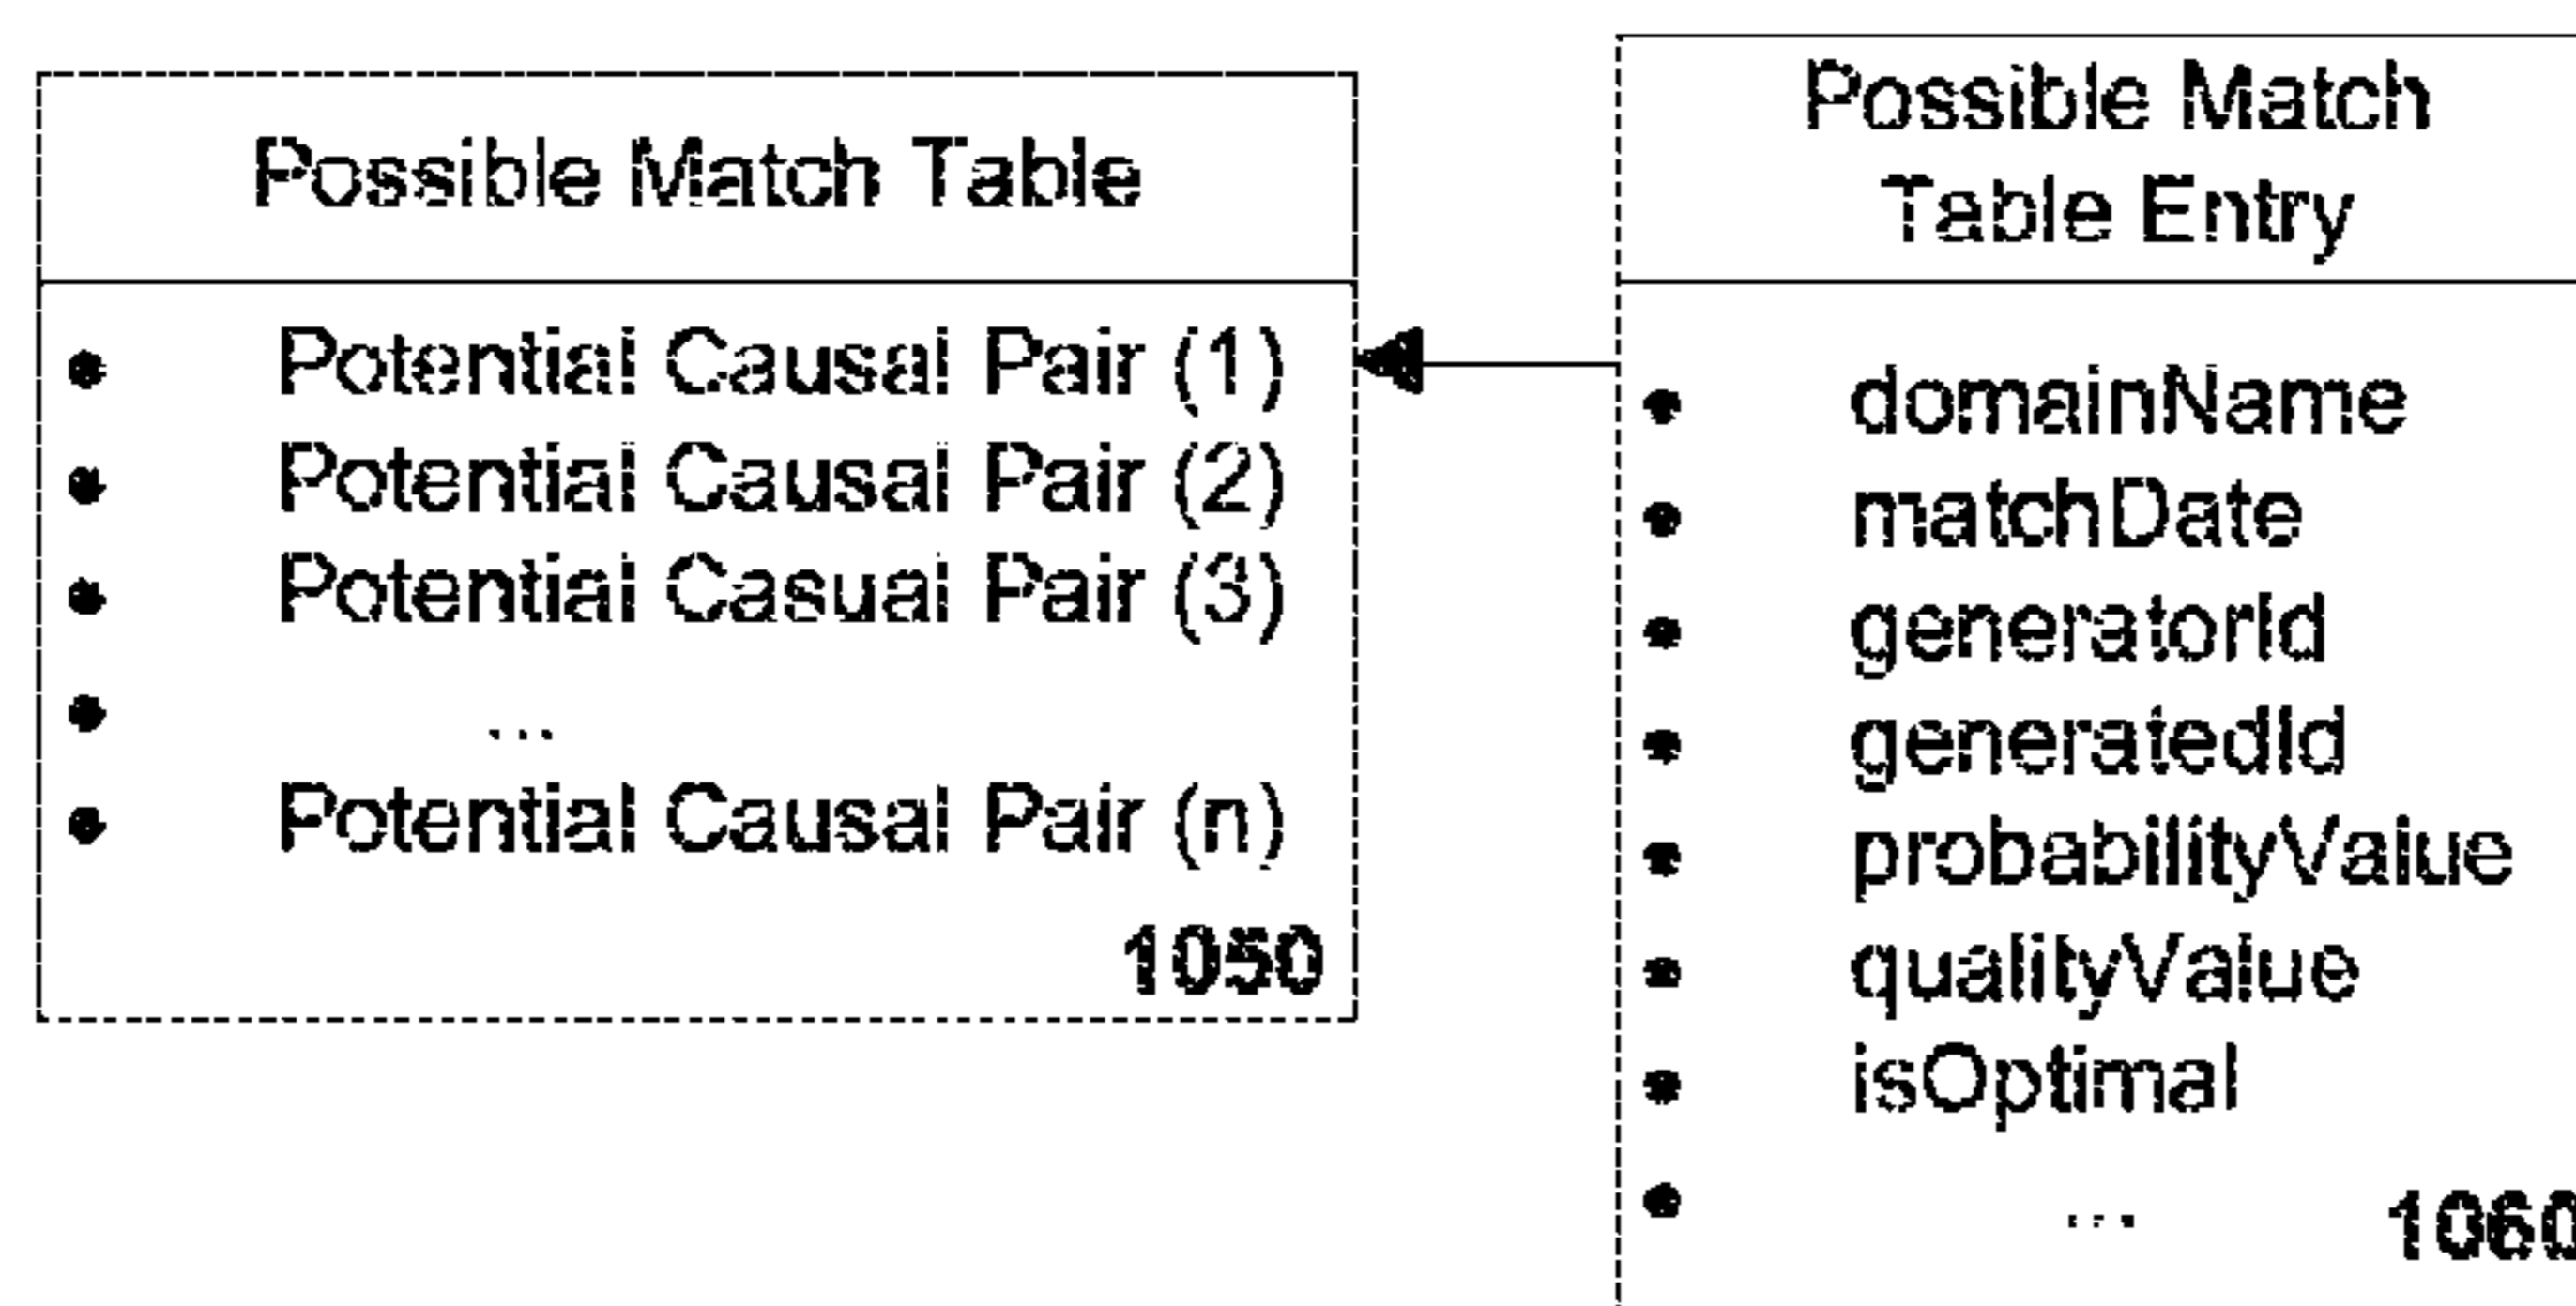 Possible Match Table
• Potential Causal Pair (1)
• Potential Causal Pair (2)
• Potential Casual Pair (3)
• ...
• Potential Causal Pair (n)
1050
Possible Match
Table Entry
• domainName
• matchDate
• generatorId
• generatedId
• probabilityValue
• qualityValue
• isOptimal
• ...
1060